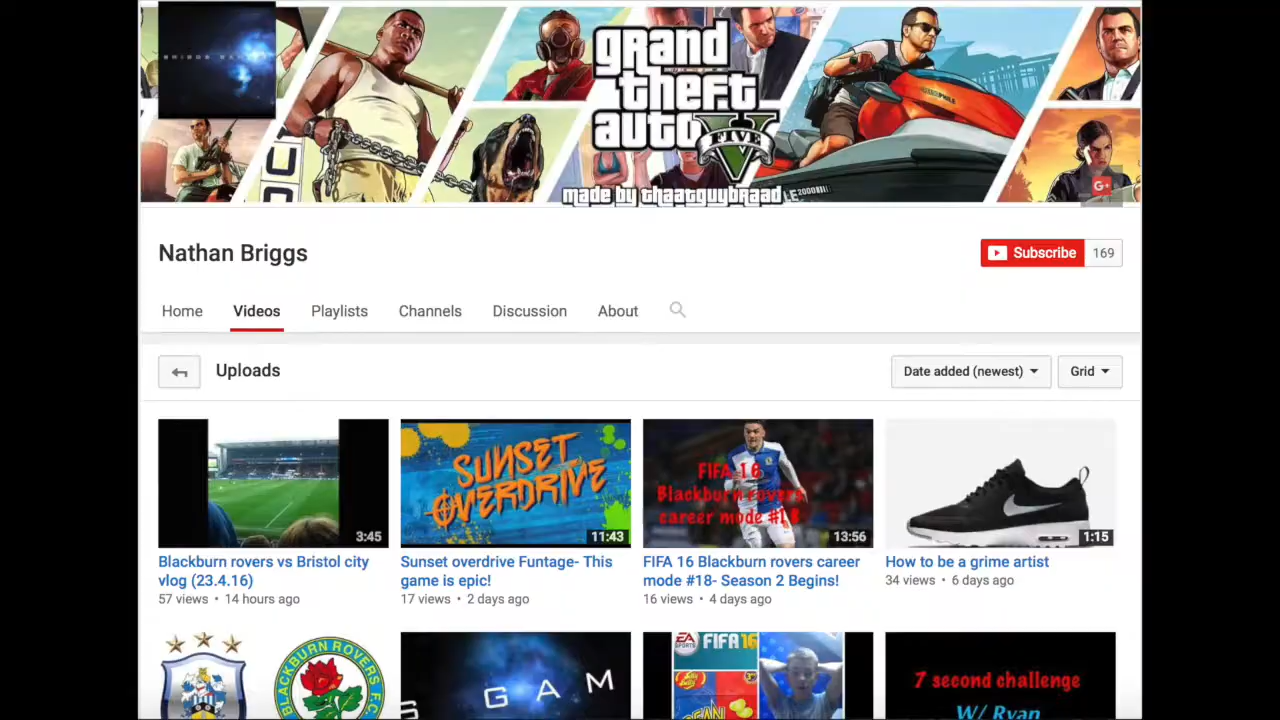 grand
theft
auto
FIVE
made by thaatguybraad
G+
Nathan Briggs
Subscribe 169
Home Videos Playlists Channels Discussion About
Uploads
Date added (newest) Grid
SUNSET
OVERDRIVE
FIFA 16
Blackburn rovers
career mode #18
3:45 11:43 13:56 1:15
Blackburn rovers vs Bristol city
vlog (23.4.16)
57 views • 14 hours ago
Sunset overdrive Funtage- This
game is epic!
17 views • 2 days ago
FIFA 16 Blackburn rovers career
mode #18- Season 2 Begins!
16 views • 4 days ago
How to be a grime artist
34 views • 6 days ago
BLACKBURN ROVERS F.C.
S GAM
EA
SPORTS
FIFA 16
7 second challenge
W/ Ryan